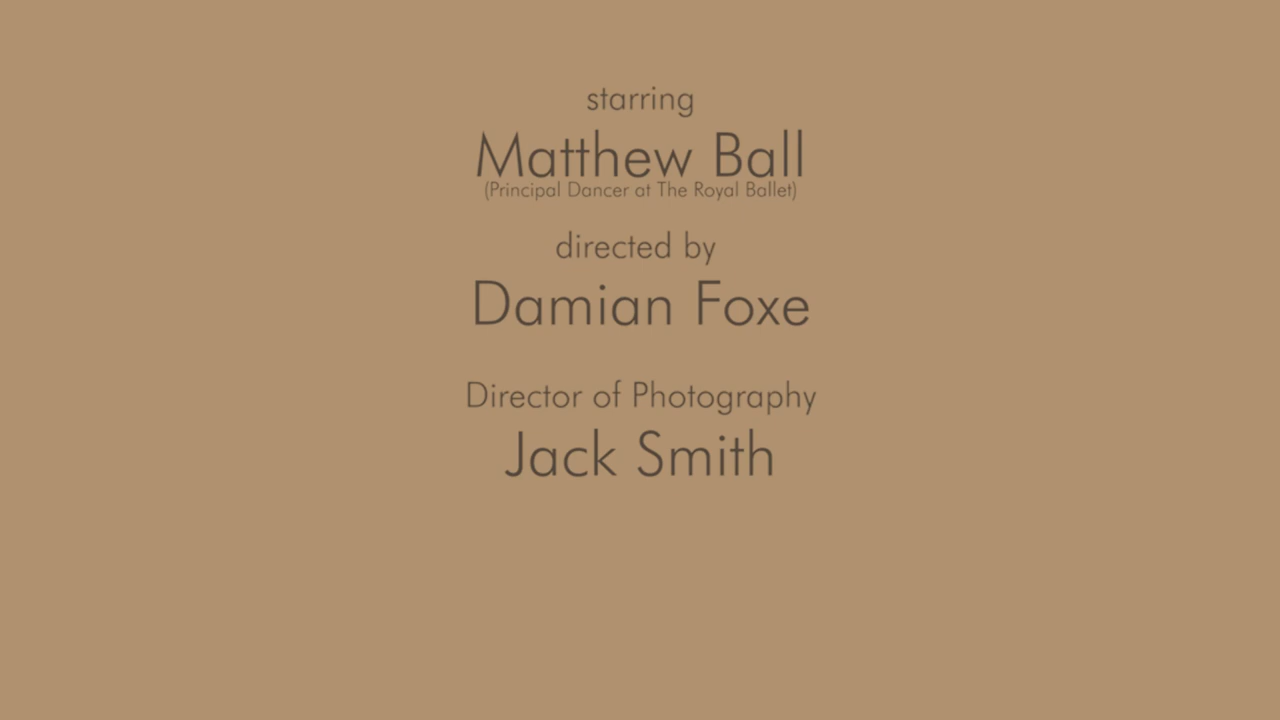 starring
Matthew Ball
(Principal Dancer at The Royal Ballet)
directed by
Damian Foxe
Director of Photography
Jack Smith